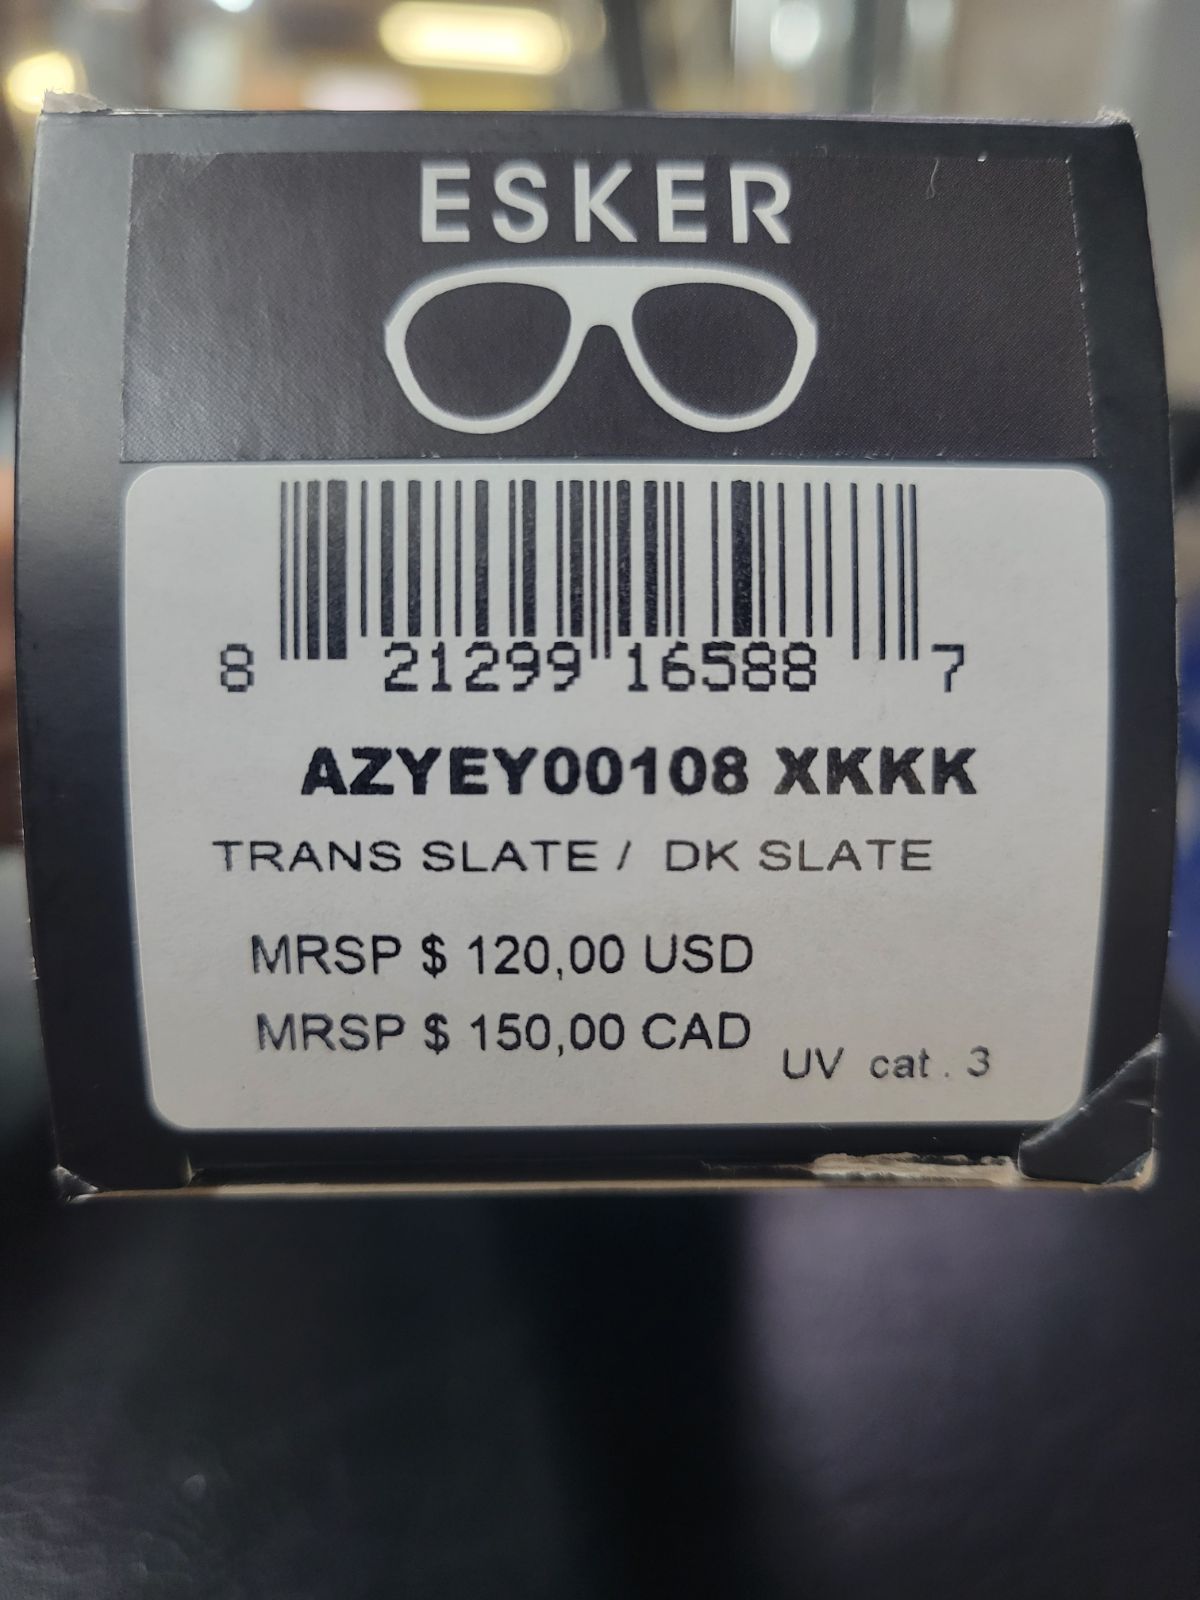 ESKER
8 21299 16588 7
AZYEY00108 XKKK
TRANS SLATE / DK SLATE
MRSP $ 120,00 USD
MRSP $ 150,00 CAD
UV cat . 3